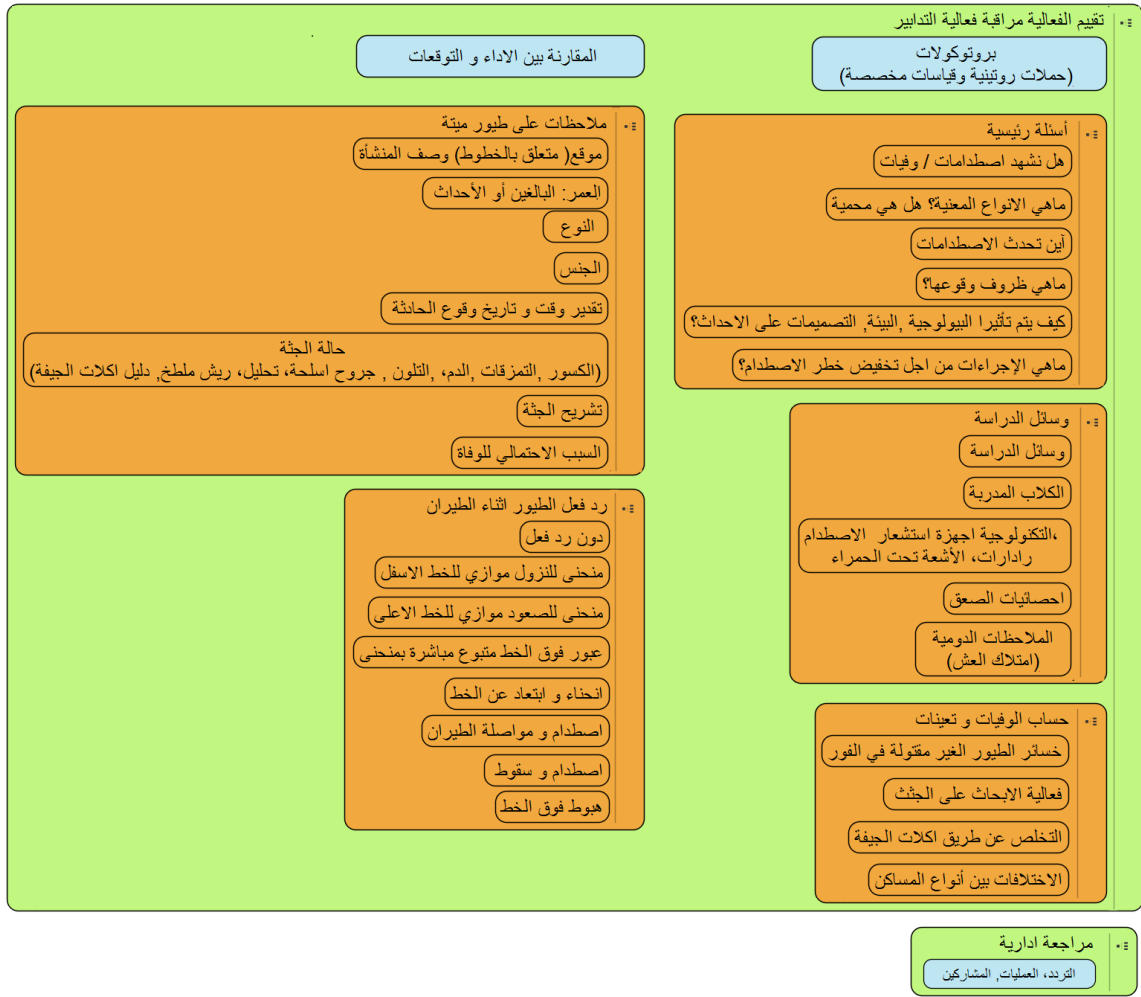 تقييم الفعالية مراقبة فعالية التدابير
بروتوكولات
(حملات روتينية وقياسات مخصصة)
المقارنة بين الاداء و التوقعات
أسئلة رئيسية
هل نشهد اصطدامات / وفيات
ماهي الانواع المعنية؟ هل هي محمية
آين تحدث الاصطدامات
ماهي ظروف وقوعها؟
كيف يتم تأثيرا البيولوجية ,البيئة, التصميمات على الاحداث؟
ماهي الإجراءات من اجل تخفيض خطر الاصطدام؟
وسائل الدراسة
وسائل الدراسة
الكلاب المدربة
،التكنولوجية اجهزة استشعار الاصطدام
رادارات، الأشعة تحت الحمراء
احصائيات الصعق
الملاحظات الدومية
(امتلاك العش)
حساب الوفيات و تعينات
خسائر الطيور الغير مقتولة في الفور
فعالية الابحاث على الجثث
التخلص عن طريق اكلات الجيفة
الاختلافات بين أنواع المساكن
ملاحظات على طيور ميتة
موقع( متعلق بالخطوط) وصف المنشأة
العمر: البالغين أو الأحداث
النوع
الجنس
تقدير وقت و تاريخ وقوع الحادثة
حالة الجثة
(الكسور ,التمزقات ,الدم، ,التلون , جروح اسلحة، تحليل، ريش ملطخ, دليل اكلات الجيفة)
تشريح الجثة
السبب الاحتمالي للوفاة
رد فعل الطيور اثناء الطيران
دون رد فعل
منحنى للنزول موازي للخط الاسفل
منحنى للصعود موازي للخط الاعلى
عبور فوق الخط متبوع مباشرة بمنحنى
انحناء و ابتعاد عن الخط
اصطدام و مواصلة الطيران
اصطدام و سقوط
هبوط فوق الخط
مراجعة ادارية
التردد، العمليات, المشاركين